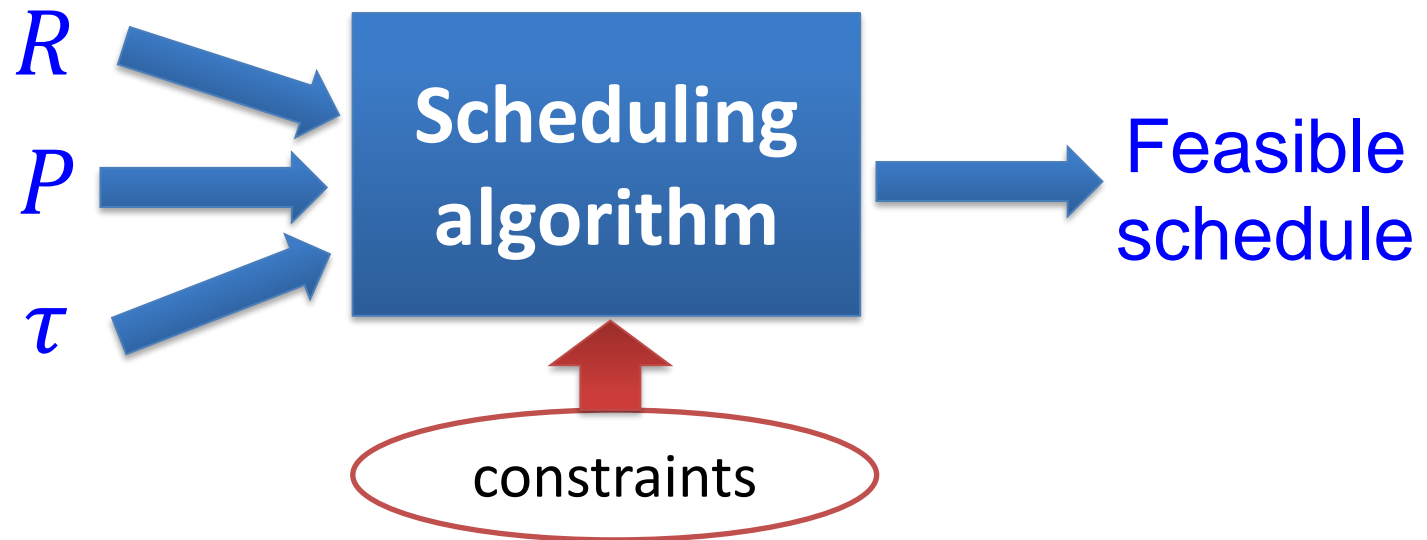 R
P
τ
Scheduling
algorithm
Feasible
schedule
constraints